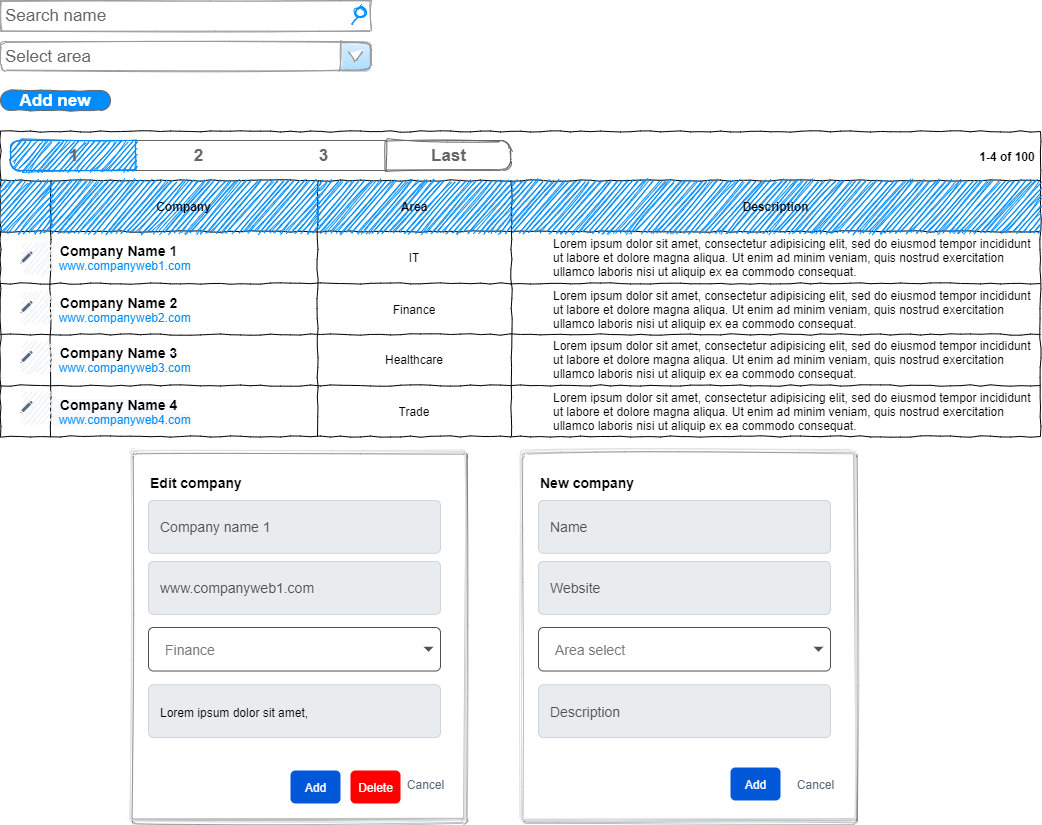 Search name
Select area
Add new
1 2 3 Last 1-4 of 100
Company Area Description
Company Name 1
www.companyweb1.com
IT
Lorem ipsum dolor sit amet, consectetur adipisicing elit, sed do eiusmod tempor incididunt
ut labore et dolore magna aliqua. Ut enim ad minim veniam, quis nostrud exercitation
ullamco laboris nisi ut aliquip ex ea commodo consequat.
Company Name 2
www.companyweb2.com
Finance
Lorem ipsum dolor sit amet, consectetur adipisicing elit, sed do eiusmod tempor incididunt
ut labore et dolore magna aliqua. Ut enim ad minim veniam, quis nostrud exercitation
ullamco laboris nisi ut aliquip ex ea commodo consequat.
Company Name 3
www.companyweb3.com
Healthcare
Lorem ipsum dolor sit amet, consectetur adipisicing elit, sed do eiusmod tempor incididunt
ut labore et dolore magna aliqua. Ut enim ad minim veniam, quis nostrud exercitation
ullamco laboris nisi ut aliquip ex ea commodo consequat.
Company Name 4
www.companyweb4.com
Trade
Lorem ipsum dolor sit amet, consectetur adipisicing elit, sed do eiusmod tempor incididunt
ut labore et dolore magna aliqua. Ut enim ad minim veniam, quis nostrud exercitation
ullamco laboris nisi ut aliquip ex ea commodo consequat.
Edit company
Company name 1
www.companyweb1.com
Finance
Lorem ipsum dolor sit amet,
Add Delete Cancel
New company
Name
Website
Area select
Description
Add Cancel